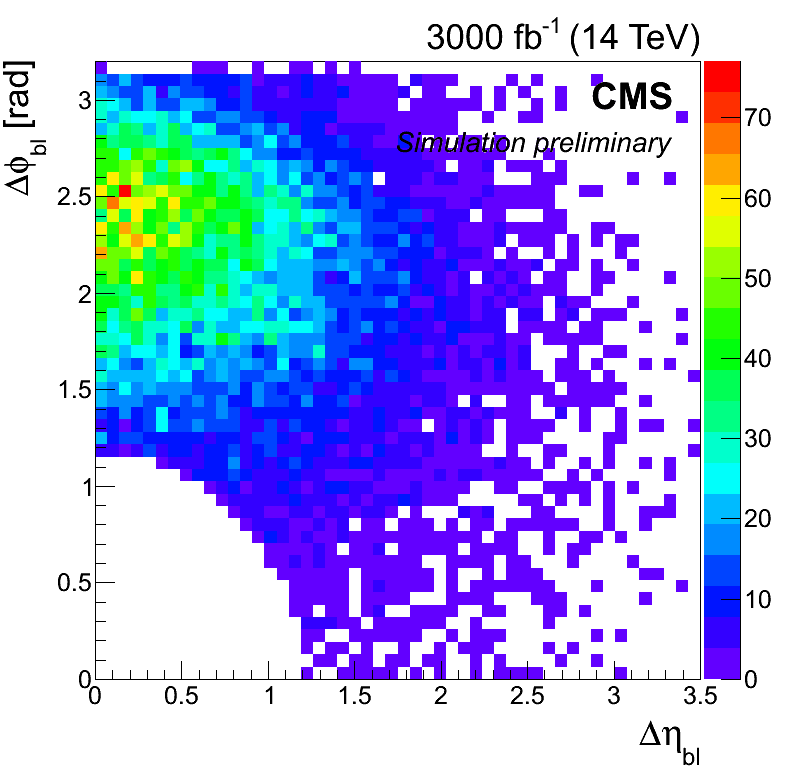 3000 fb⁻¹ (14 TeV)
CMS
Simulation preliminary
Δϕ_bl [rad]
3
2.5
2
1.5
1
0.5
0
0 0.5 1 1.5 2 2.5 3 3.5
Δη_bl
70
60
50
40
30
20
10
0